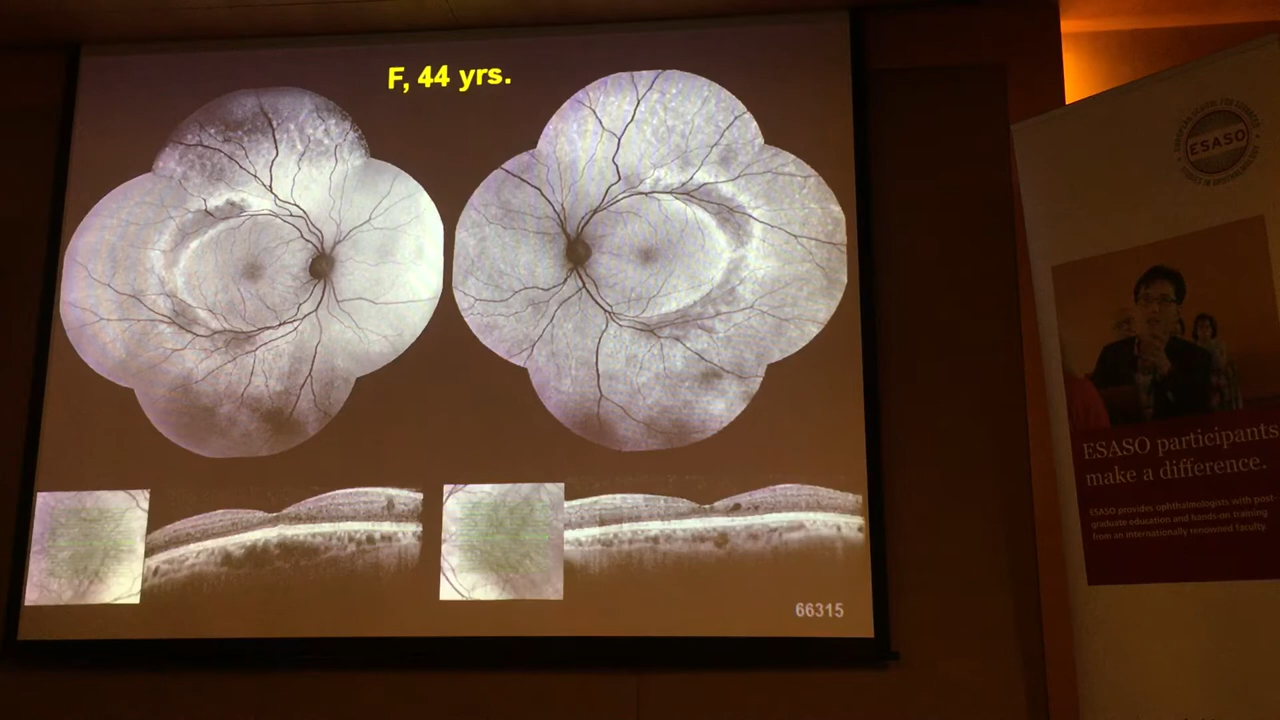 F, 44 yrs.
66315
ESASO
ESASO participants
make a difference.
ESASO provides ophthalmologists with post-
graduate education and hands-on training
from an internationally renowned faculty.